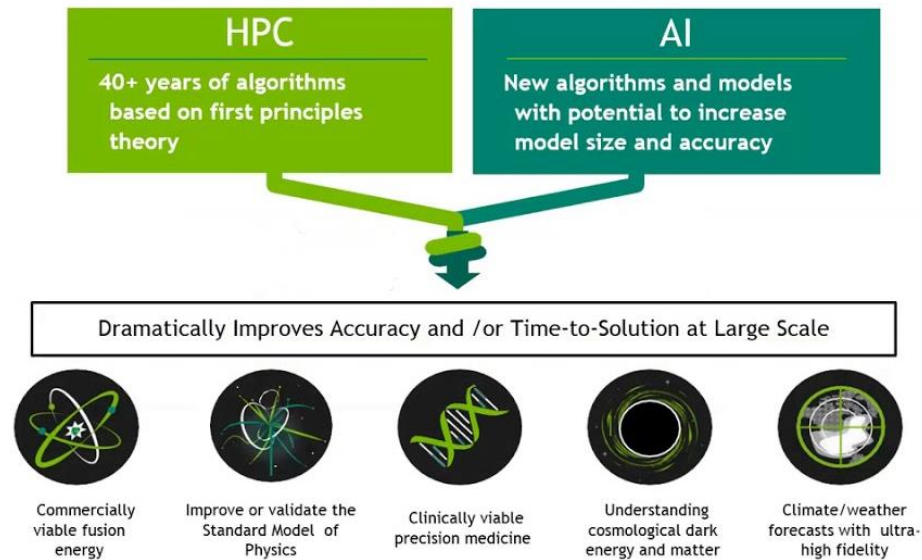 HPC
40+ years of algorithms
based on first principles
theory
AI
New algorithms and models
with potential to increase
model size and accuracy
Dramatically Improves Accuracy and /or Time-to-Solution at Large Scale
Commercially
viable fusion
energy
Improve or validate the
Standard Model of
Physics
Clinically viable
precision medicine
Understanding
cosmological dark
energy and matter
Climate/weather
forecasts with ultra-
high fidelity